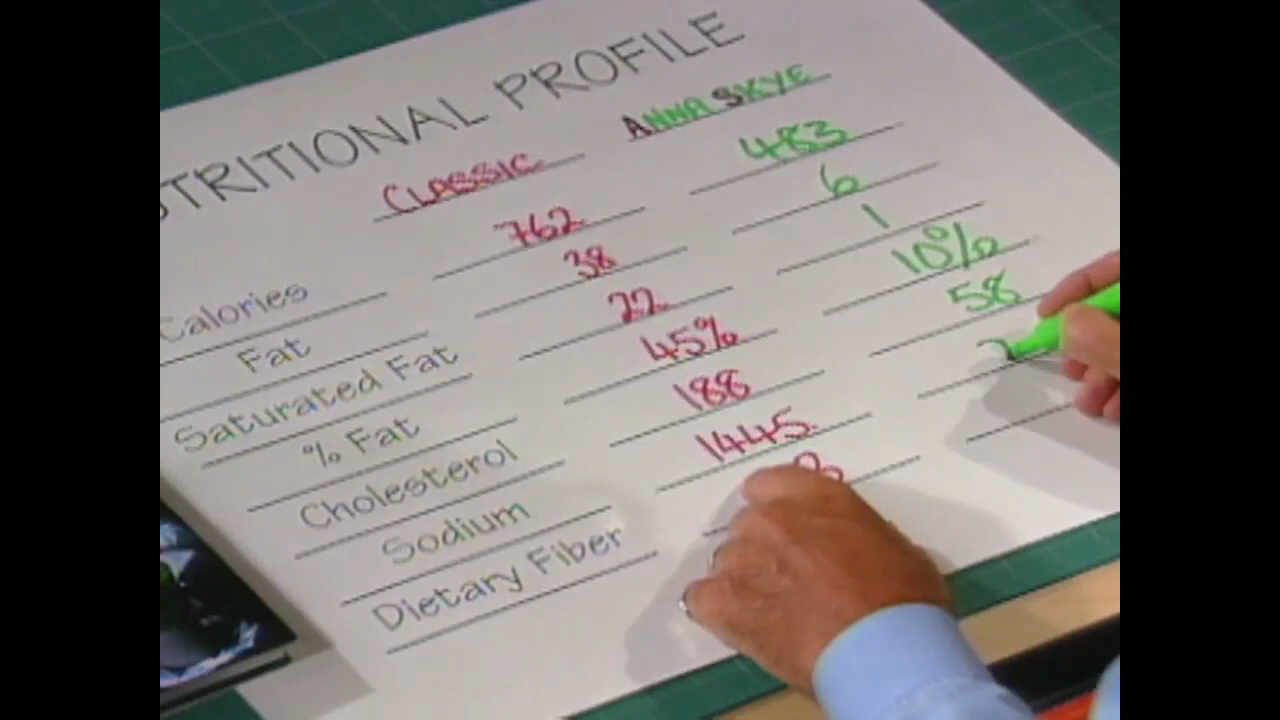 TRITIONAL PROFILE
CLASSIC ANNA SKYE
Calories 762 483
Fat 38 6
Saturated Fat 22 1
% Fat 45% 10%
Cholesterol 188 58
Sodium 1445
Dietary Fiber